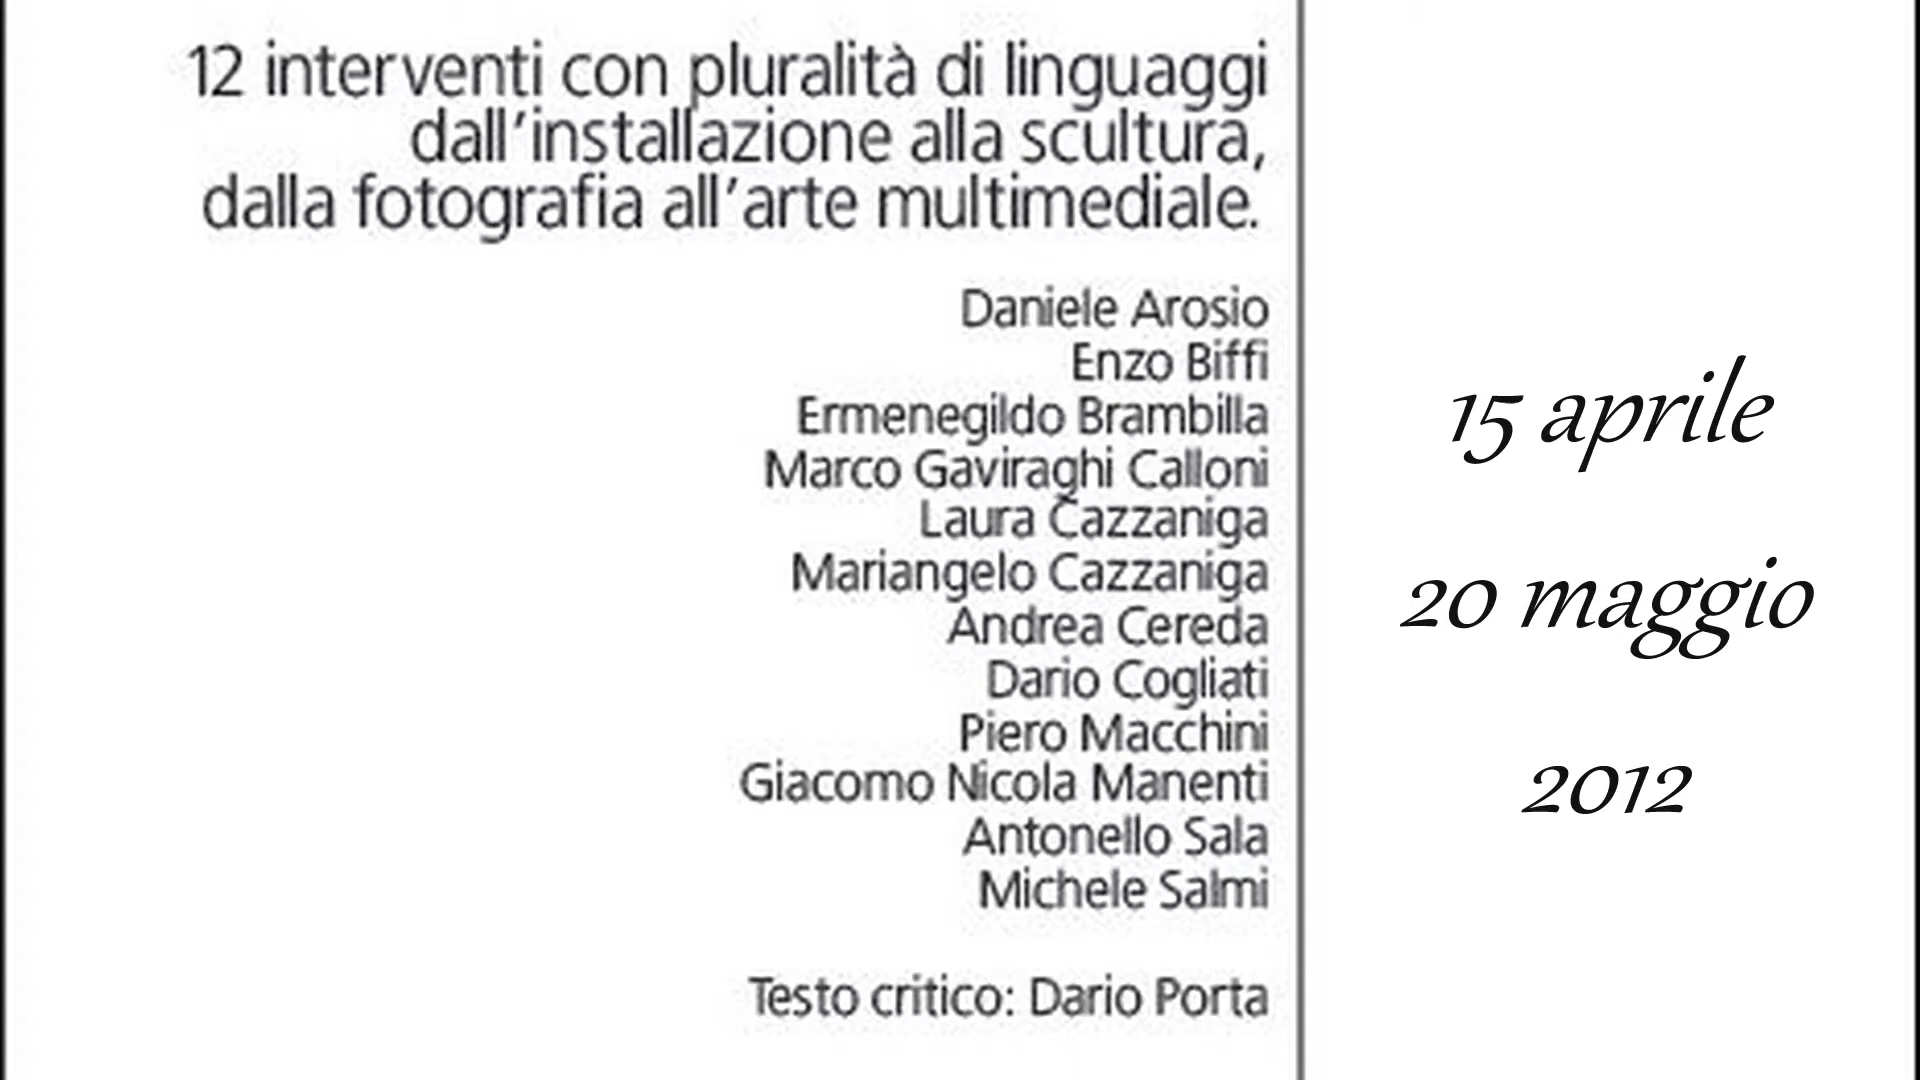 12 interventi con pluralità di linguaggi
dall'installazione alla scultura,
dalla fotografia all'arte multimediale.
Daniele Arosio
Enzo Biffi
Ermenegildo Brambilla
Marco Gaviraghi Calloni
Laura Cazzaniga
Mariangelo Cazzaniga
Andrea Cereda
Dario Cogliati
Piero Macchini
Giacomo Nicola Manenti
Antonello Sala
Michele Salmi
Testo critico: Dario Porta
15 aprile
20 maggio
2012